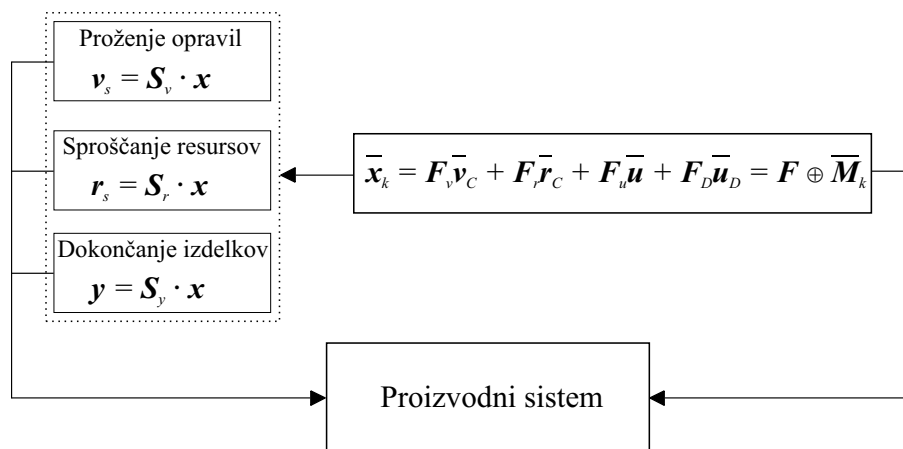 Proženje opravil
v_s = S_v · x
Sproščanje resursov
r_s = S_r · x
Dokončanje izdelkov
y = S_y · x
x̅_k = F_v v̅_C + F_r r̅_C + F_u u̅ + F_D u̅_D = F ⊕ M̅_k
Proizvodni sistem